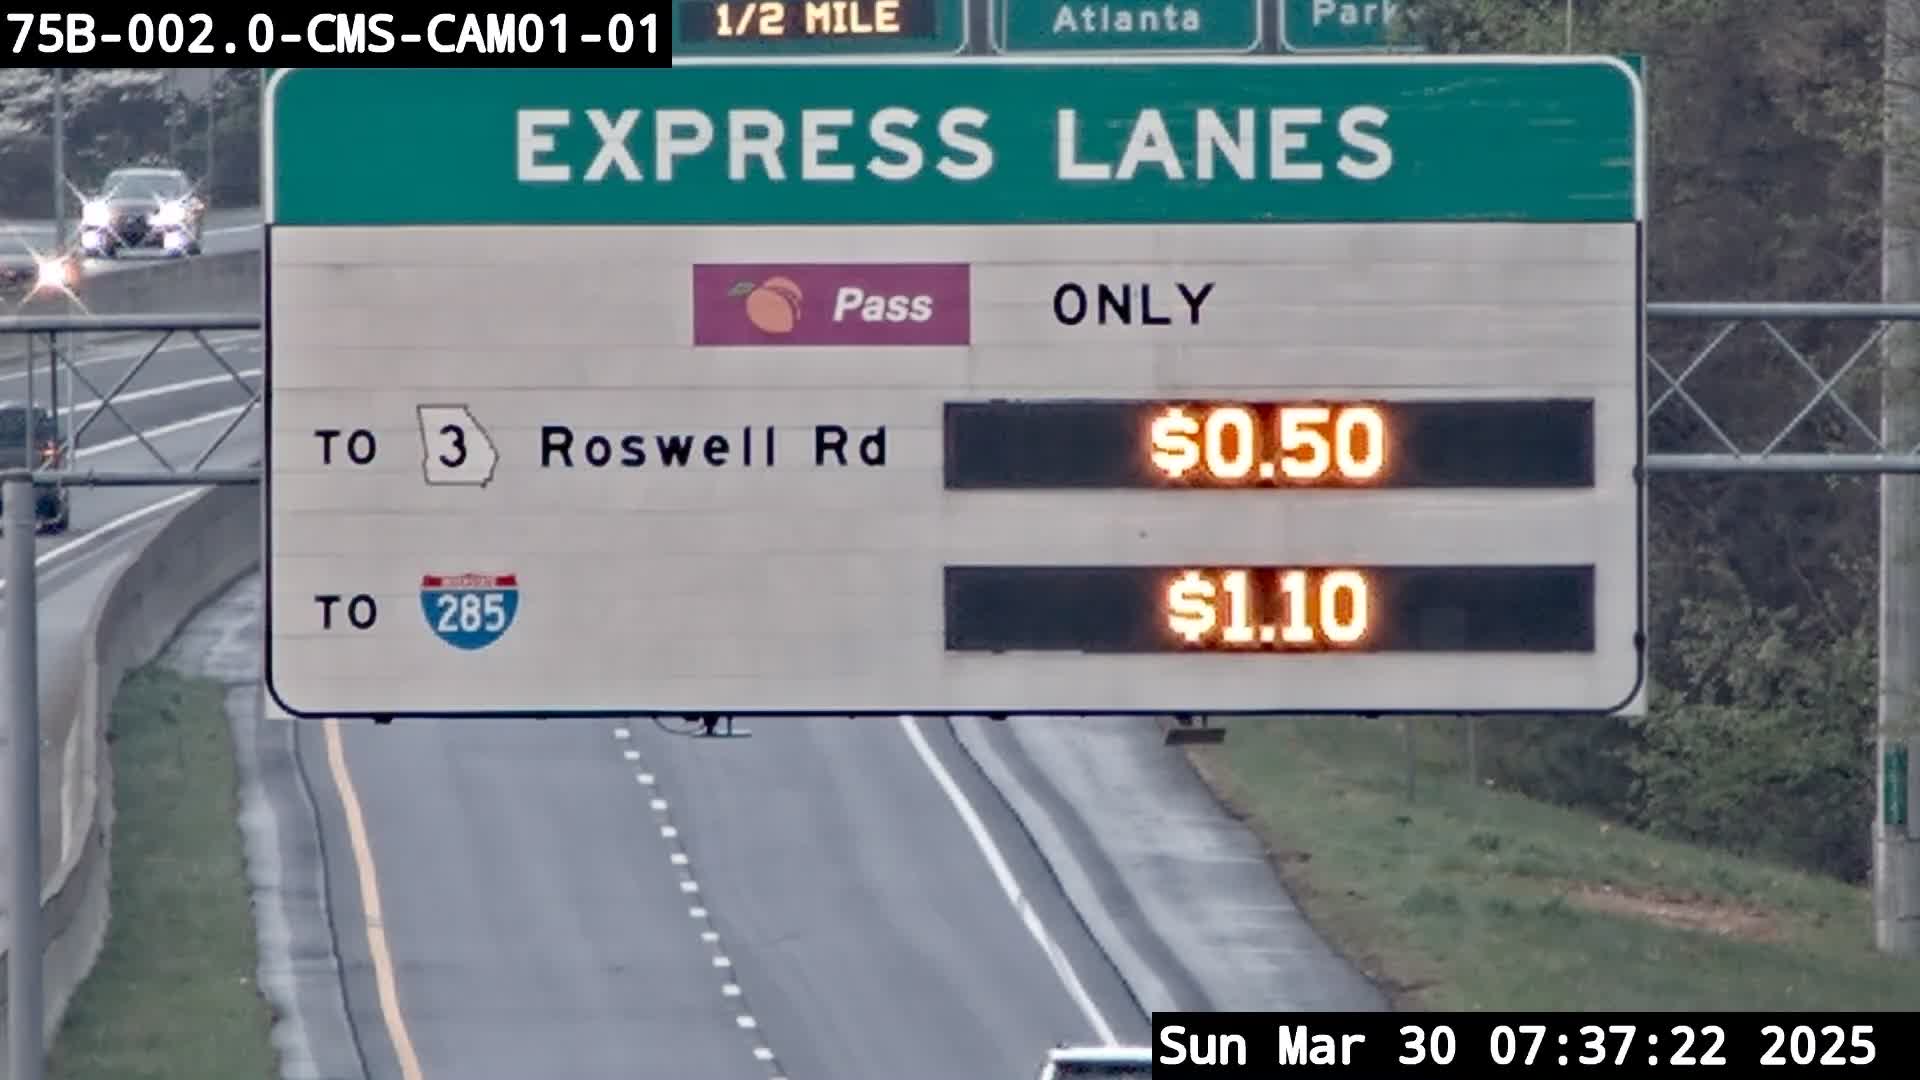 75B-002.0-CMS-CAM01-01
1/2 MILE
Atlanta
Park
EXPRESS LANES
Pass ONLY
TO 3 Roswell Rd $0.50
TO 285 $1.10
Sun Mar 30 07:37:22 2025